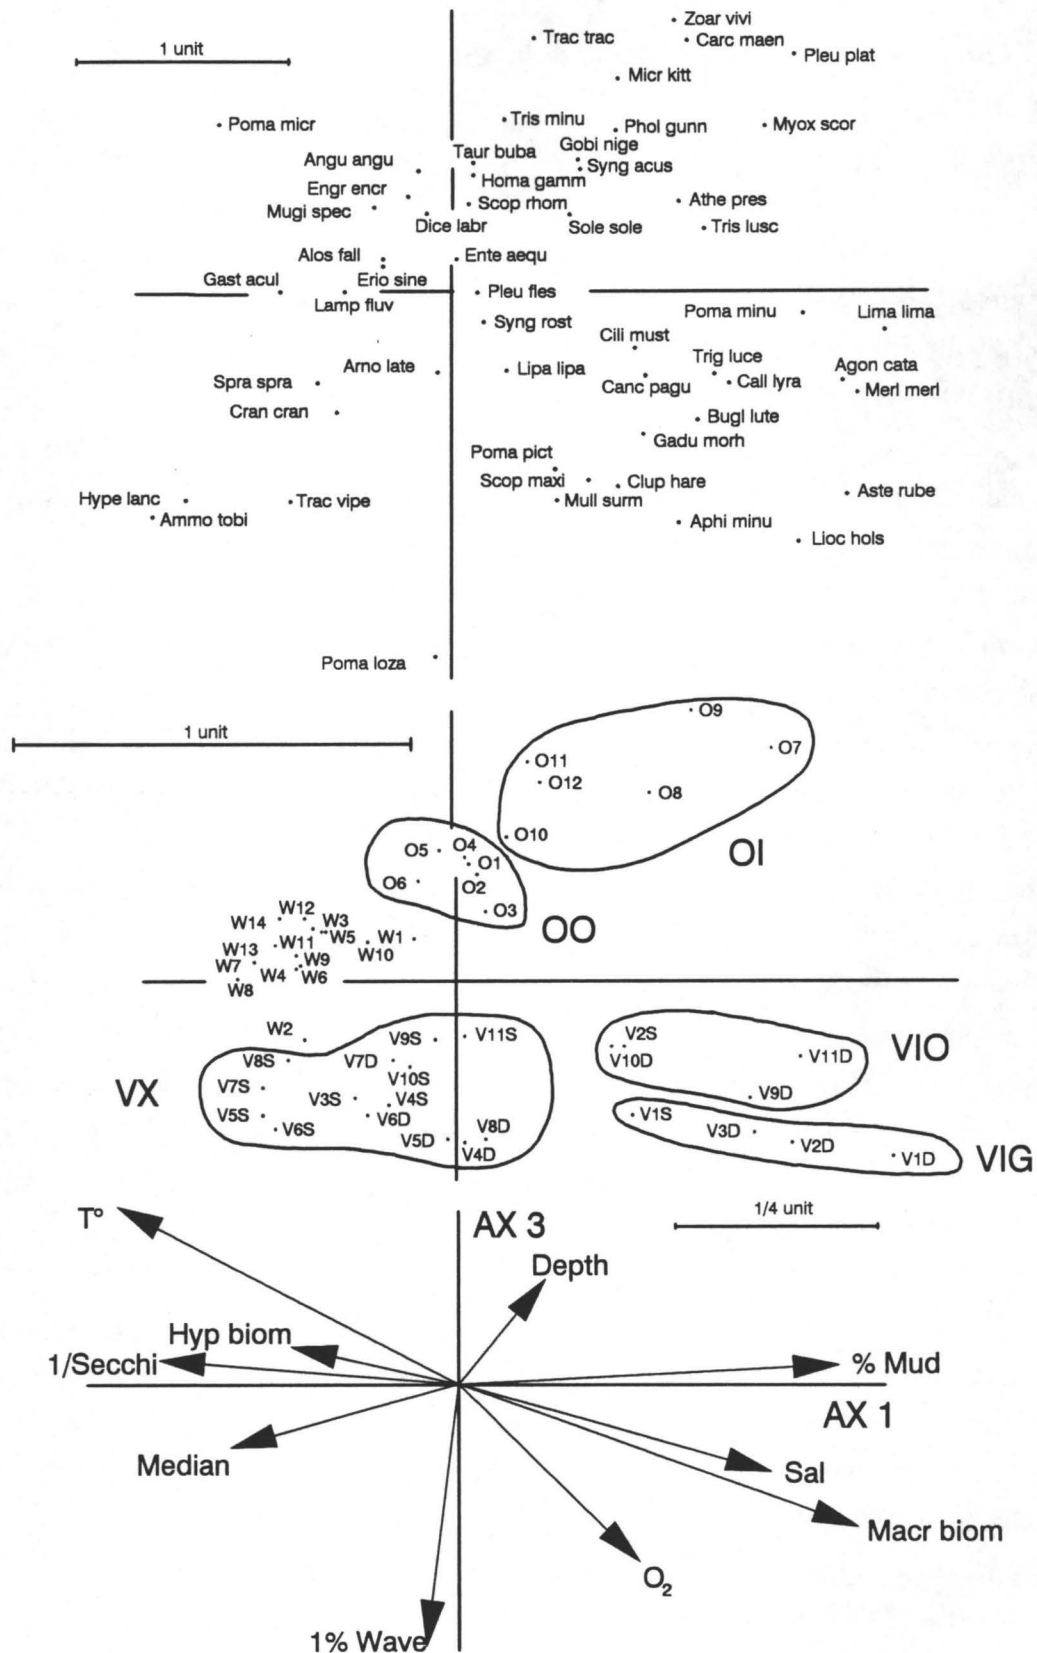 Zoar vivi
Trac trac
Carc maen
1 unit
Pleu plat
Micr kitt
Poma micr
Tris minu
Phol gunn
Myox scor
Gobi nige
Taur buba
Angu angu
Syng acus
Homa gamm
Engr encr
Scop rhom
Athe pres
Mugi spec
Dice labr
Sole sole
Tris lusc
Alos fall
Ente aequ
Gast acul
Erio sine
Pleu fles
Lamp fluv
Poma minu
Lima lima
Syng rost
Cili must
Trig luce
Arno late
Lipa lipa
Agon cata
Spra spra
Canc pagu
Call lyra
Merl merl
Cran cran
Bugl lute
Gadu morh
Poma pict
Scop maxi
Clup hare
Aste rube
Hype lanc
Trac vipe
Mull surm
Ammo tobi
Aphi minu
Lioc hols
Poma loza
O9
1 unit
O7
O11
O12
O8
O10
OI
O4
O5
O1
O6
O2
O3
OO
W12
W14
W3
W5
W1
W11
W10
W13
W9
W7
W4
W6
W8
W2
V9S
V11S
V2S
VIO
V8S
V7D
V10D
V11D
V10S
V7S
VX
V3S
V4S
V9D
V5S
V6D
V1S
V6S
V5D
V8D
V3D
V2D
V4D
V1D
VIG
T°
AX 3
1/4 unit
Depth
Hyp biom
1/Secchi
% Mud
AX 1
Median
Sal
Macr biom
O₂
1% Wave